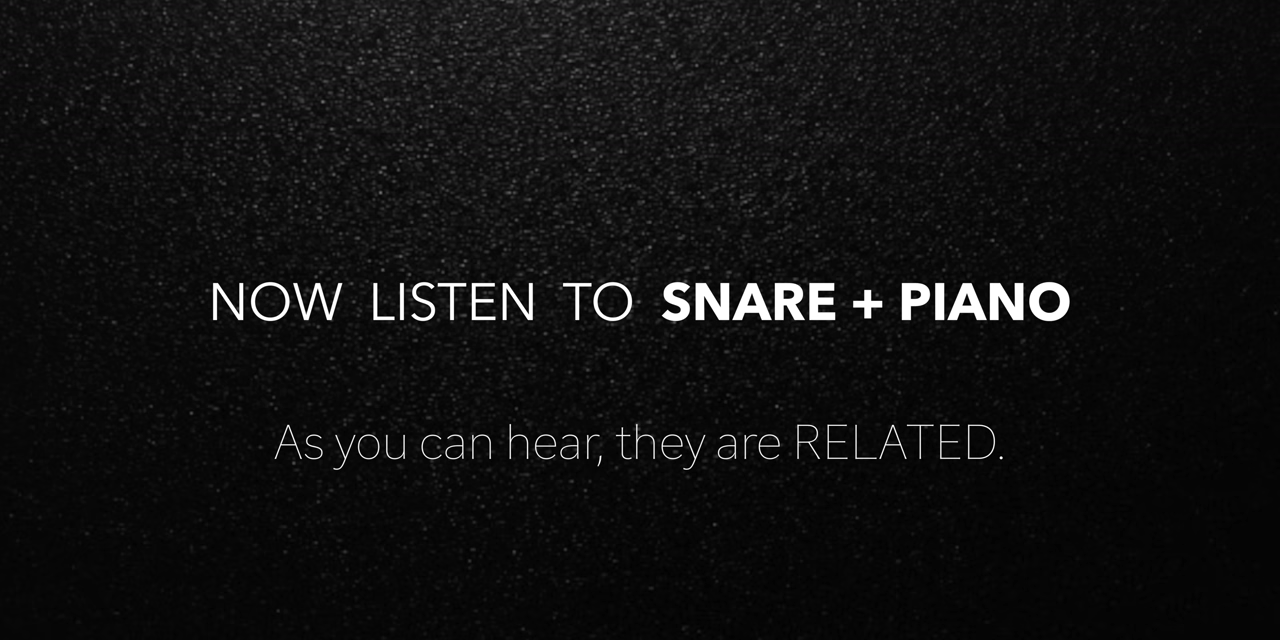 NOW LISTEN TO SNARE + PIANO
As you can hear, they are RELATED.